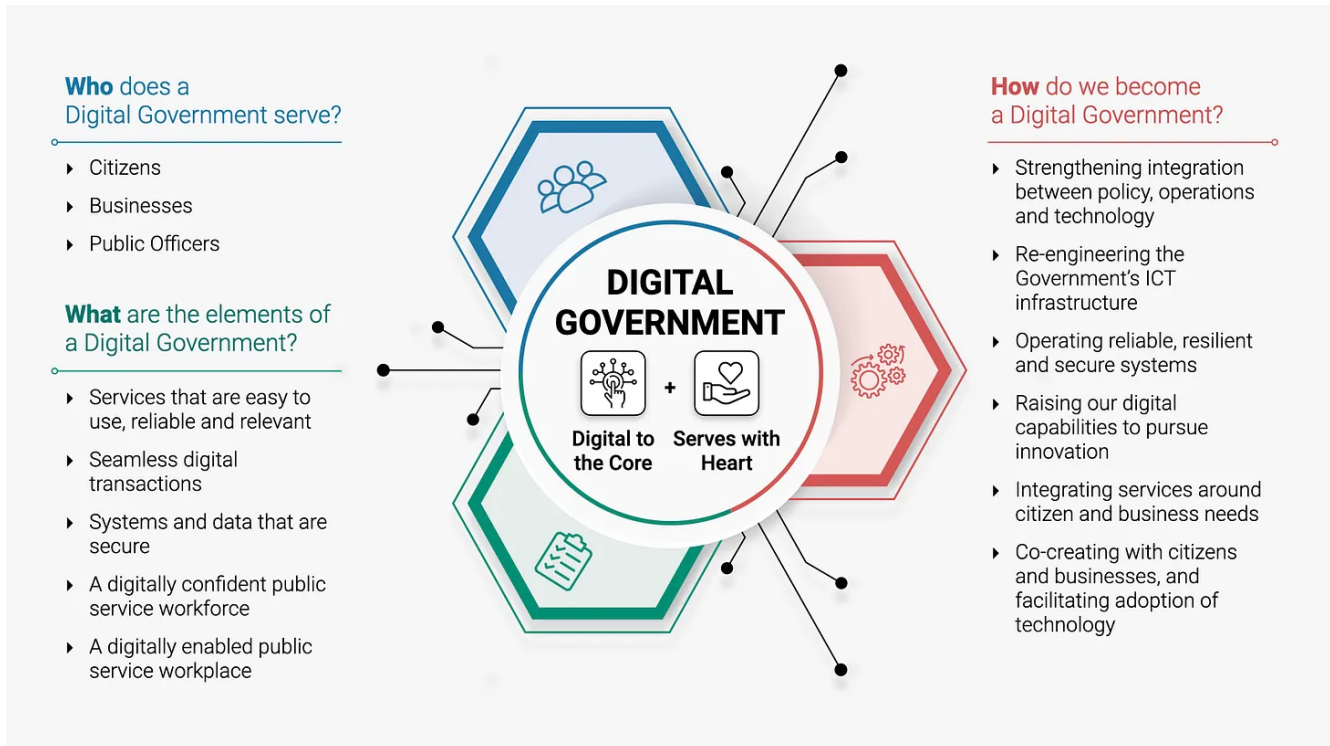 Who does a
Digital Government serve?
Citizens
Businesses
Public Officers
What are the elements of
a Digital Government?
Services that are easy to
use, reliable and relevant
Seamless digital
transactions
Systems and data that are
secure
A digitally confident public
service workforce
A digitally enabled public
service workplace
DIGITAL
GOVERNMENT
+
Digital to
the Core
Serves with
Heart
How do we become
a Digital Government?
Strengthening integration
between policy, operations
and technology
Re-engineering the
Government’s ICT
infrastructure
Operating reliable, resilient
and secure systems
Raising our digital
capabilities to pursue
innovation
Integrating services around
citizen and business needs
Co-creating with citizens
and businesses, and
facilitating adoption of
technology